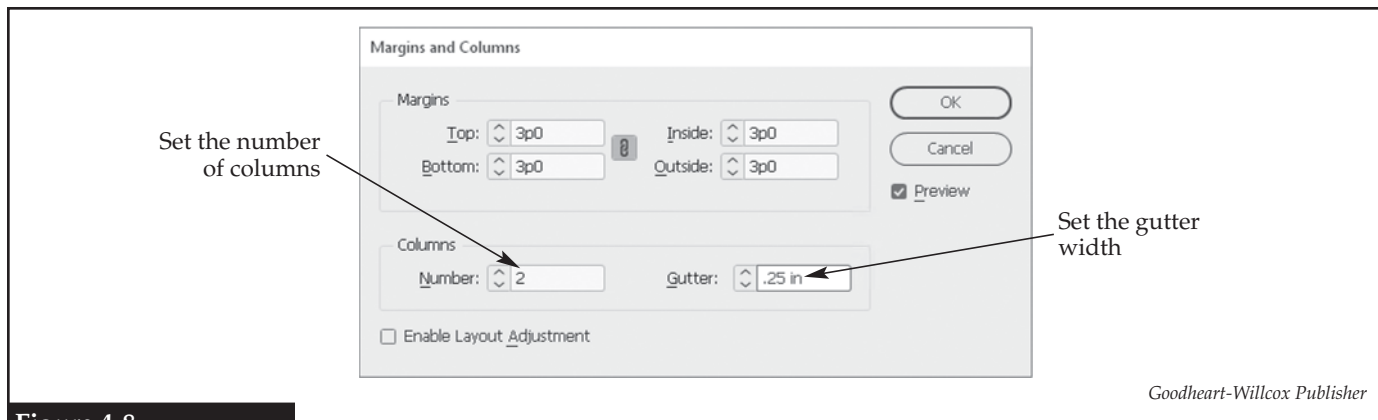 Margins and Columns
Margins
Top: 3p0
Inside: 3p0
Bottom: 3p0
Outside: 3p0
OK
Cancel
Preview
Set the number
of columns
Set the gutter
width
Columns
Number: 2
Gutter: .25 in
Enable Layout Adjustment
Goodheart-Willcox Publisher
Figure 4-8